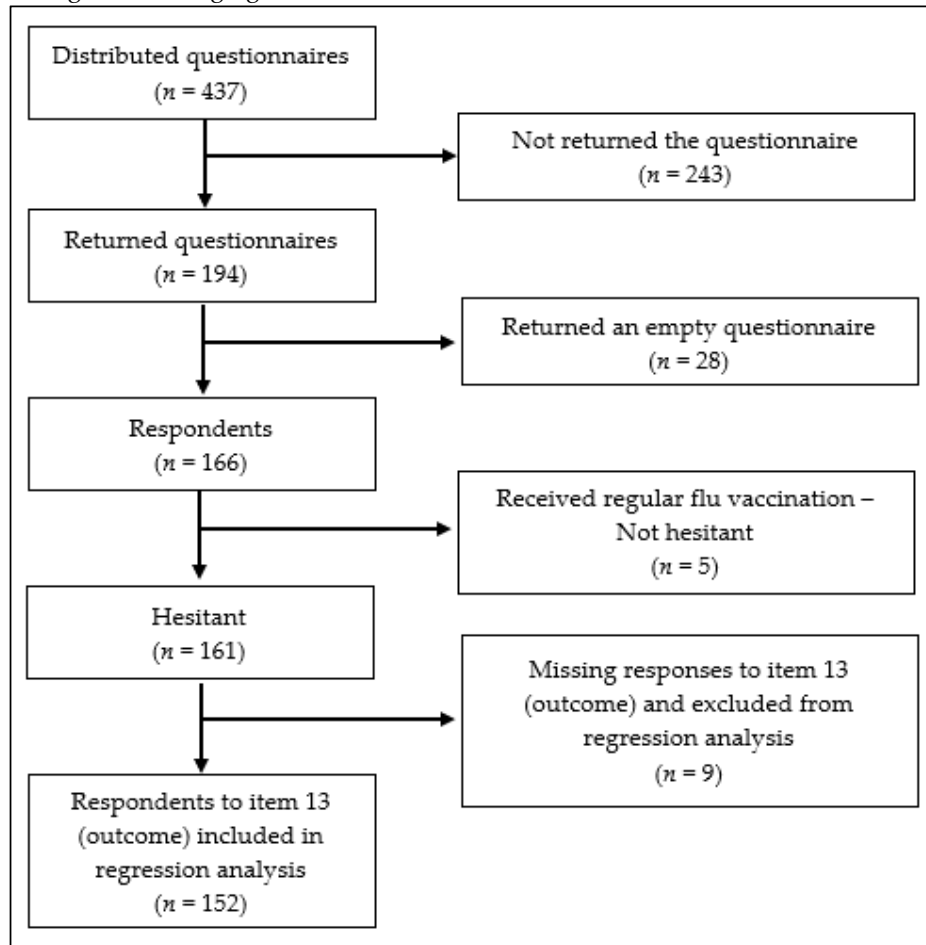 Distributed questionnaires
(n = 437)
Not returned the questionnaire
(n = 243)
Returned questionnaires
(n = 194)
Returned an empty questionnaire
(n = 28)
Respondents
(n = 166)
Received regular flu vaccination –
Not hesitant
(n = 5)
Hesitant
(n = 161)
Missing responses to item 13
(outcome) and excluded from
regression analysis
(n = 9)
Respondents to item 13
(outcome) included in
regression analysis
(n = 152)